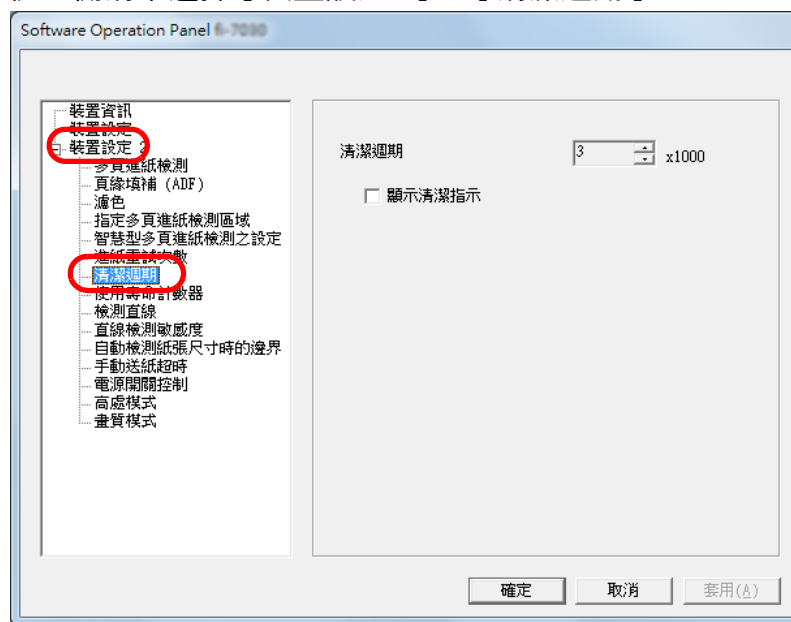 Software Operation Panel
裝置資訊
裝置設定
裝置設定 2
多頁進紙檢測
頁緣填補 (ADF)
濾色
指定多頁進紙檢測區域
智慧型多頁進紙檢測之設定
進紙重試次數
清潔週期
使用壽命計數器
檢測直線
直線檢測敏感度
自動檢測紙張尺寸時的邊界
手動送紙超時
電源開關控制
高處模式
畫質模式
清潔週期 3 x1000
顯示清潔指示
確定 取消 套用(A)